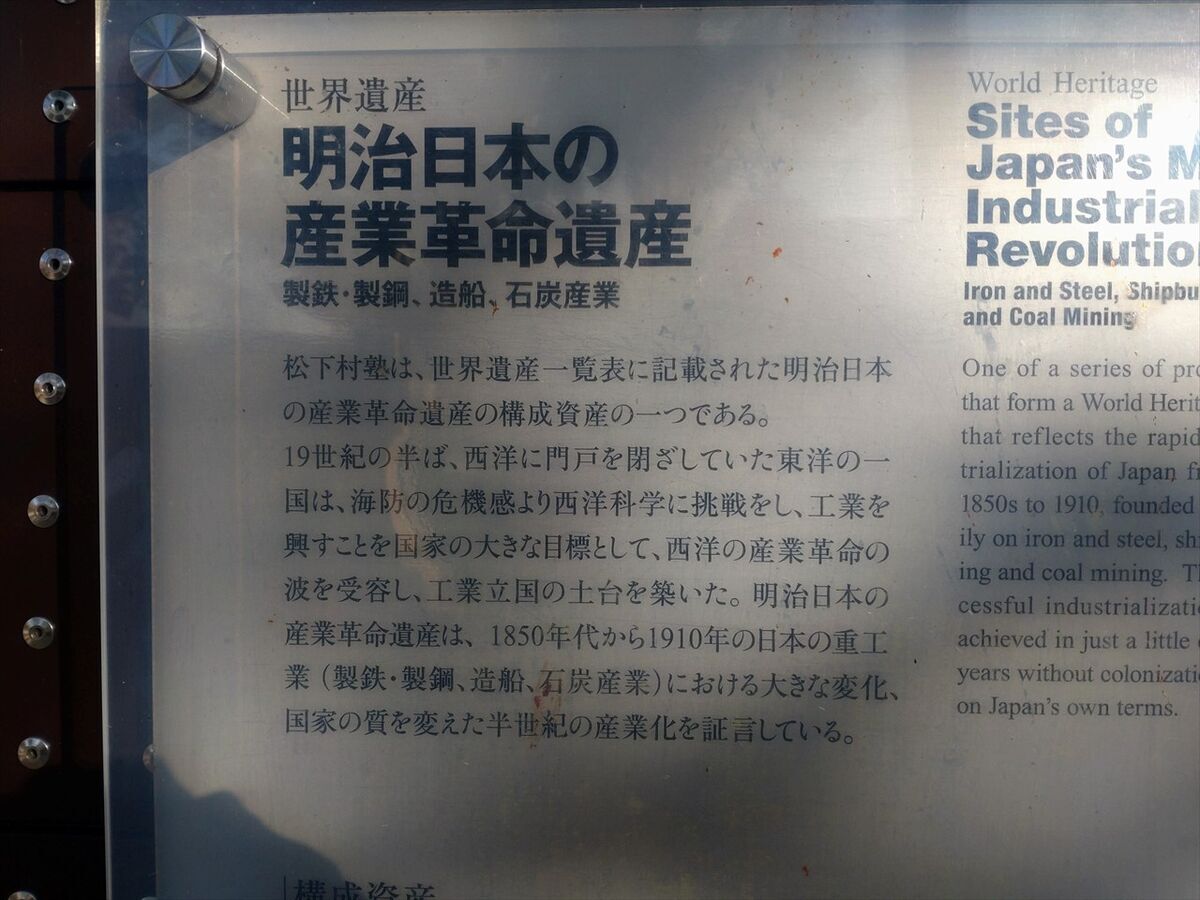 世界遺産
明治日本の
産業革命遺産
製鉄・製鋼、造船、石炭産業
松下村塾は、世界遺産一覧表に記載された明治日本
の産業革命遺産の構成資産の一つである。
19世紀の半ば、西洋に門戸を閉ざしていた東洋の一
国は、海防の危機感より西洋科学に挑戦をし、工業を
興すことを国家の大きな目標として、西洋の産業革命の
波を受容し、工業立国の土台を築いた。明治日本の
産業革命遺産は、1850年代から1910年の日本の重工
業（製鉄・製鋼、造船、石炭産業）における大きな変化、
国家の質を変えた半世紀の産業化を証言している。
構成資産
World Heritage
Sites of
Japan's M
Industrial
Revolutio
Iron and Steel, Shipbu
and Coal Mining
One of a series of pro
that form a World Herit
that reflects the rapid
trialization of Japan fr
1850s to 1910, founded
ily on iron and steel, shi
ing and coal mining. Th
cessful industrializatio
achieved in just a little
years without colonizati
on Japan's own terms.